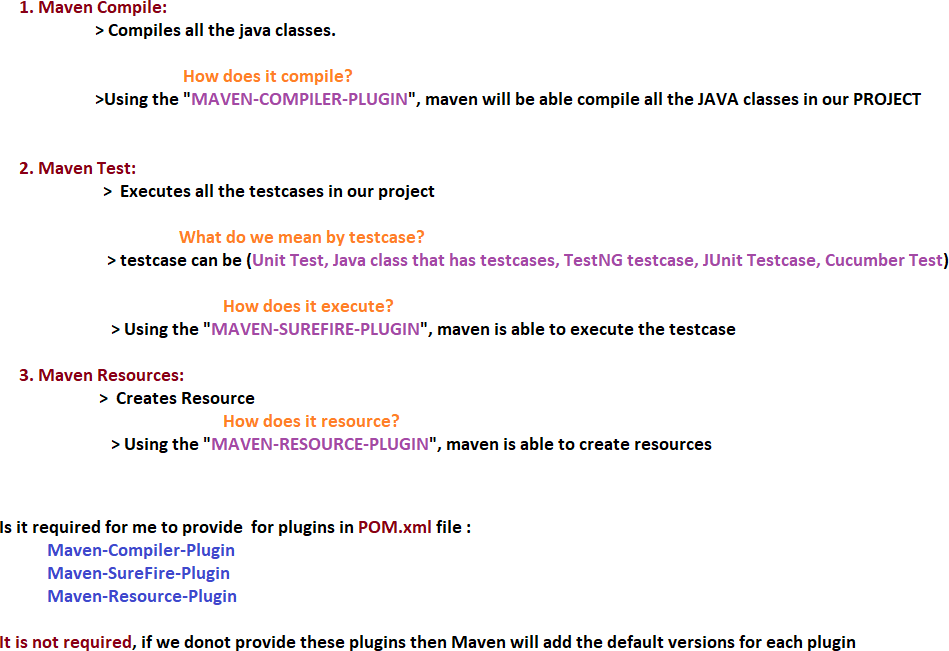 1. Maven Compile:
> Compiles all the java classes.
How does it compile?
>Using the "MAVEN-COMPILER-PLUGIN", maven will be able compile all the JAVA classes in our PROJECT
2. Maven Test:
> Executes all the testcases in our project
What do we mean by testcase?
> testcase can be (Unit Test, Java class that has testcases, TestNG testcase, JUnit Testcase, Cucumber Test)
How does it execute?
> Using the "MAVEN-SUREFIRE-PLUGIN", maven is able to execute the testcase
3. Maven Resources:
> Creates Resource
How does it resource?
> Using the "MAVEN-RESOURCE-PLUGIN", maven is able to create resources
Is it required for me to provide for plugins in POM.xml file :
Maven-Compiler-Plugin
Maven-SureFire-Plugin
Maven-Resource-Plugin
It is not required, if we donot provide these plugins then Maven will add the default versions for each plugin